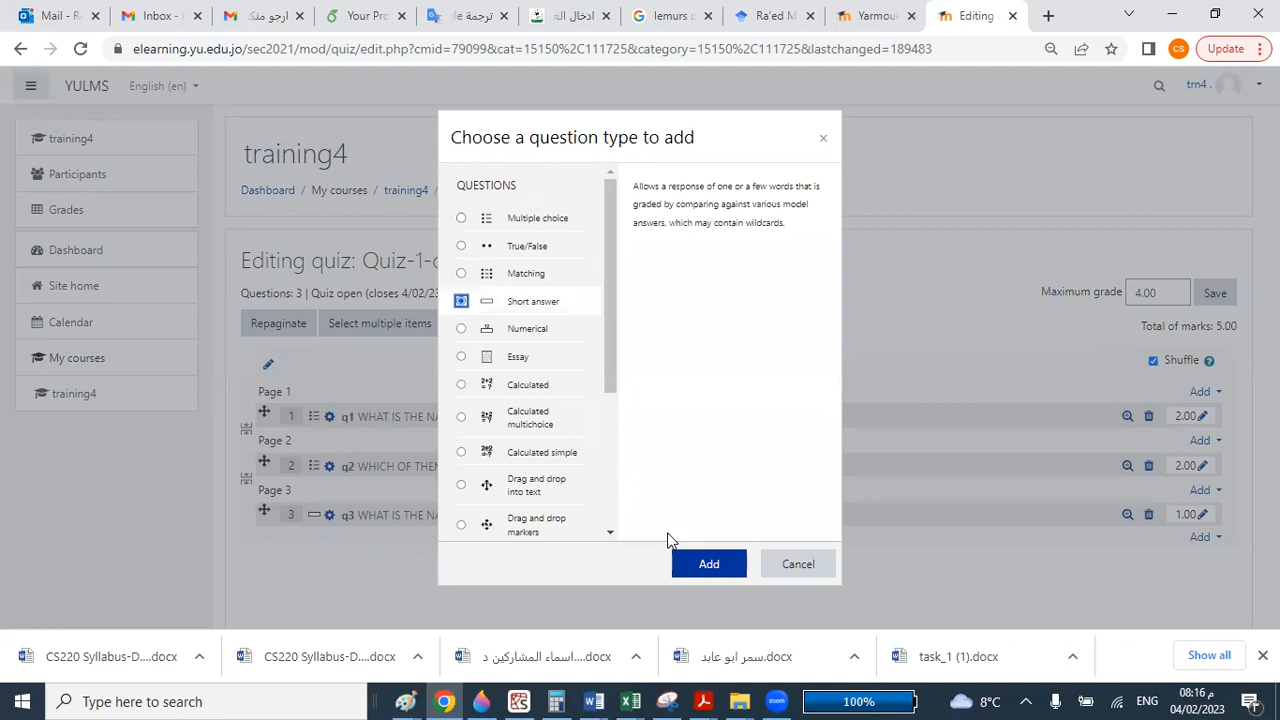 Mail - R
Inbox -
ارجو منك
Your Pro
ترجمة ile
ادخال اله
lemurs c
Ra'ed M
Yarmouk
Editing
elearning.yu.edu.jo/sec2021/mod/quiz/edit.php?cmid=79099&cat=15150%2C111725&category=15150%2C111725&lastchanged=189483
CS
Update
YULMS
English (en)
trn4 .
training4
Participants
Grades
Dashboard
Site home
Calendar
My courses
training4
training4
Dashboard / My courses / training4 /
Editing quiz: Quiz-1-
Questions: 3 | Quiz open (closes 4/02/23
Maximum grade 4.00 Save
Repaginate Select multiple items
Total of marks: 5.00
Shuffle
Page 1 Add
1 q1 WHAT IS THE NA 2.00
Page 2 Add
2 q2 WHICH OF THEM 2.00
Page 3 Add
3 q3 WHAT IS THE NA 1.00
Add
Choose a question type to add
QUESTIONS
Multiple choice
True/False
Matching
Short answer
Numerical
Essay
Calculated
Calculated
multichoice
Calculated simple
Drag and drop
into text
Drag and drop
markers
Allows a response of one or a few words that is
graded by comparing against various model
answers, which may contain wildcards.
Add
Cancel
CS220 Syllabus-D....docx
CS220 Syllabus-D....docx
اسماء المشاركين د....docx
سمر ابو عابد.docx
task_1 (1).docx
Show all
Type here to search
100%
8°C
ENG
08:16 م
04/02/2023